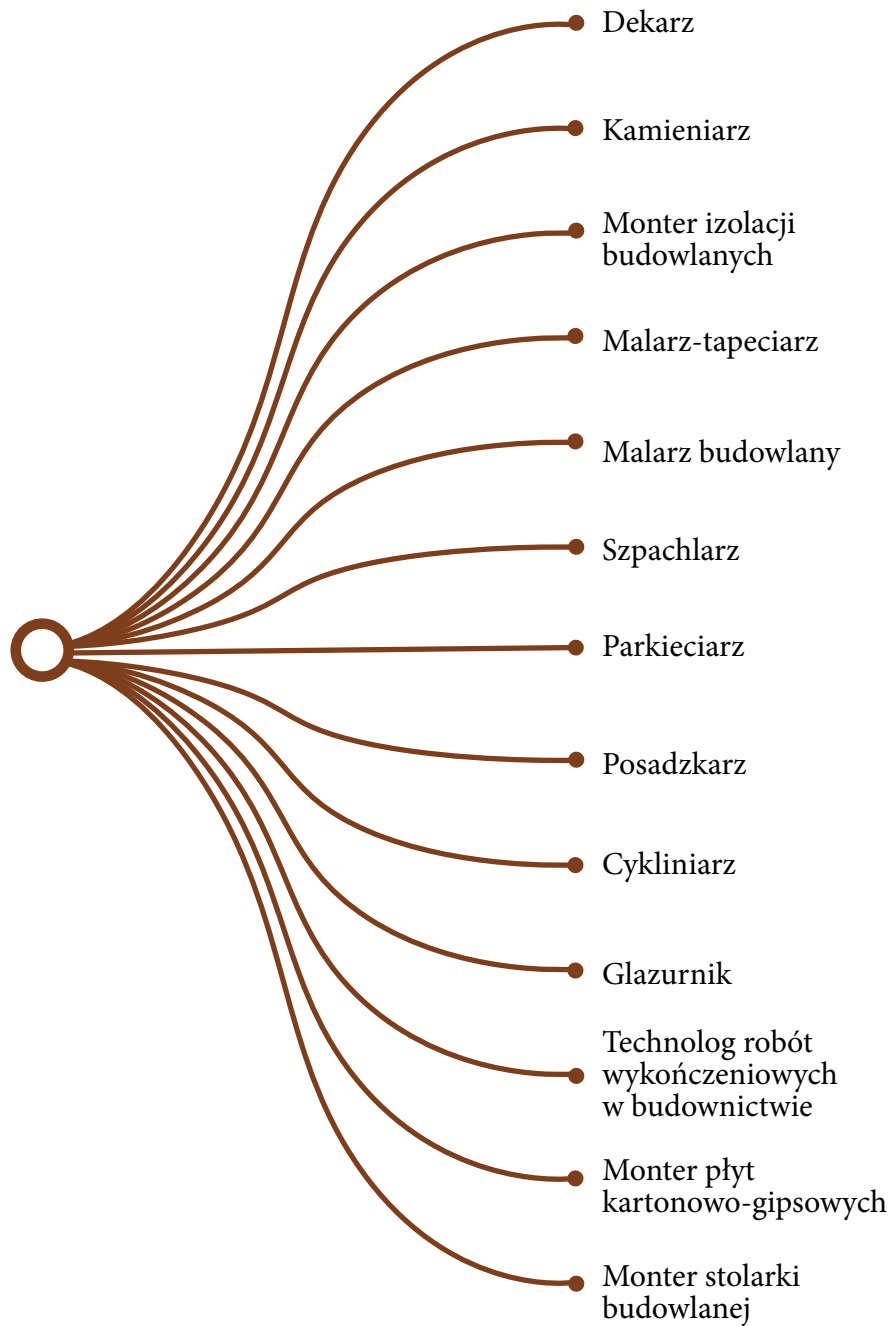 Dekarz
Kamieniarz
Monter izolacji
budowlanych
Malarz-tapeciarz
Malarz budowlany
Szpachlarz
Parkieciarz
Posadzkarz
Cykliniarz
Glazurnik
Technolog robót
wykończeniowych
w budownictwie
Monter płyt
kartonowo-gipsowych
Monter stolarki
budowlanej